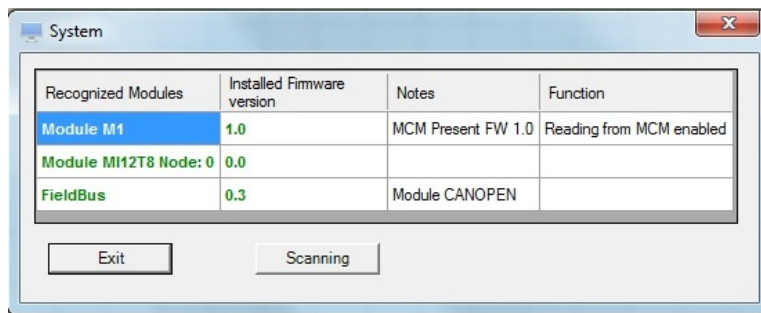 System
Recognized Modules
Installed Firmware
version
Notes
Function
Module M1
1.0
MCM Present FW 1.0
Reading from MCM enabled
Module MI12T8 Node: 0
0.0
FieldBus
0.3
Module CANOPEN
Exit
Scanning